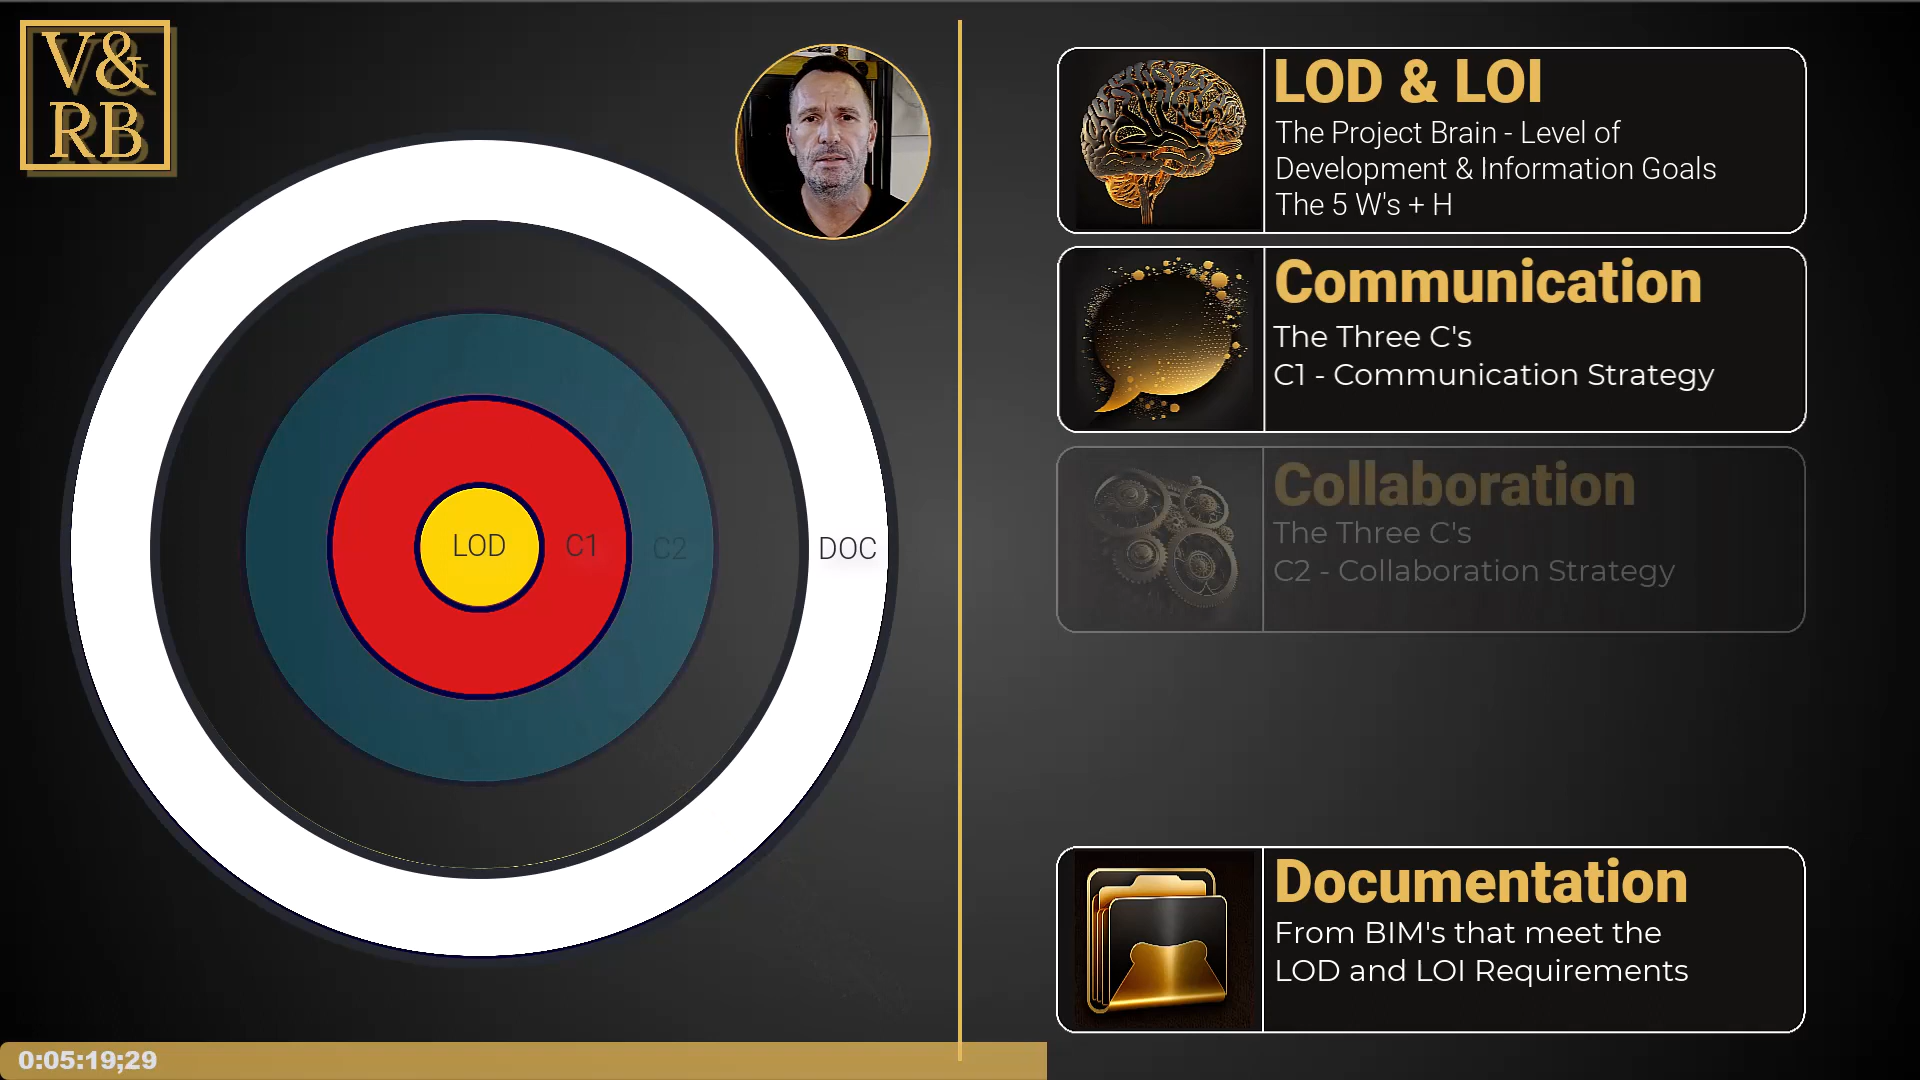 V&
RB
LOD
C1
C2
DOC
LOD & LOI
The Project Brain - Level of
Development & Information Goals
The 5 W's + H
Communication
The Three C's
C1 - Communication Strategy
Collaboration
The Three C's
C2 - Collaboration Strategy
Documentation
From BIM's that meet the
LOD and LOI Requirements
0:05:19;29